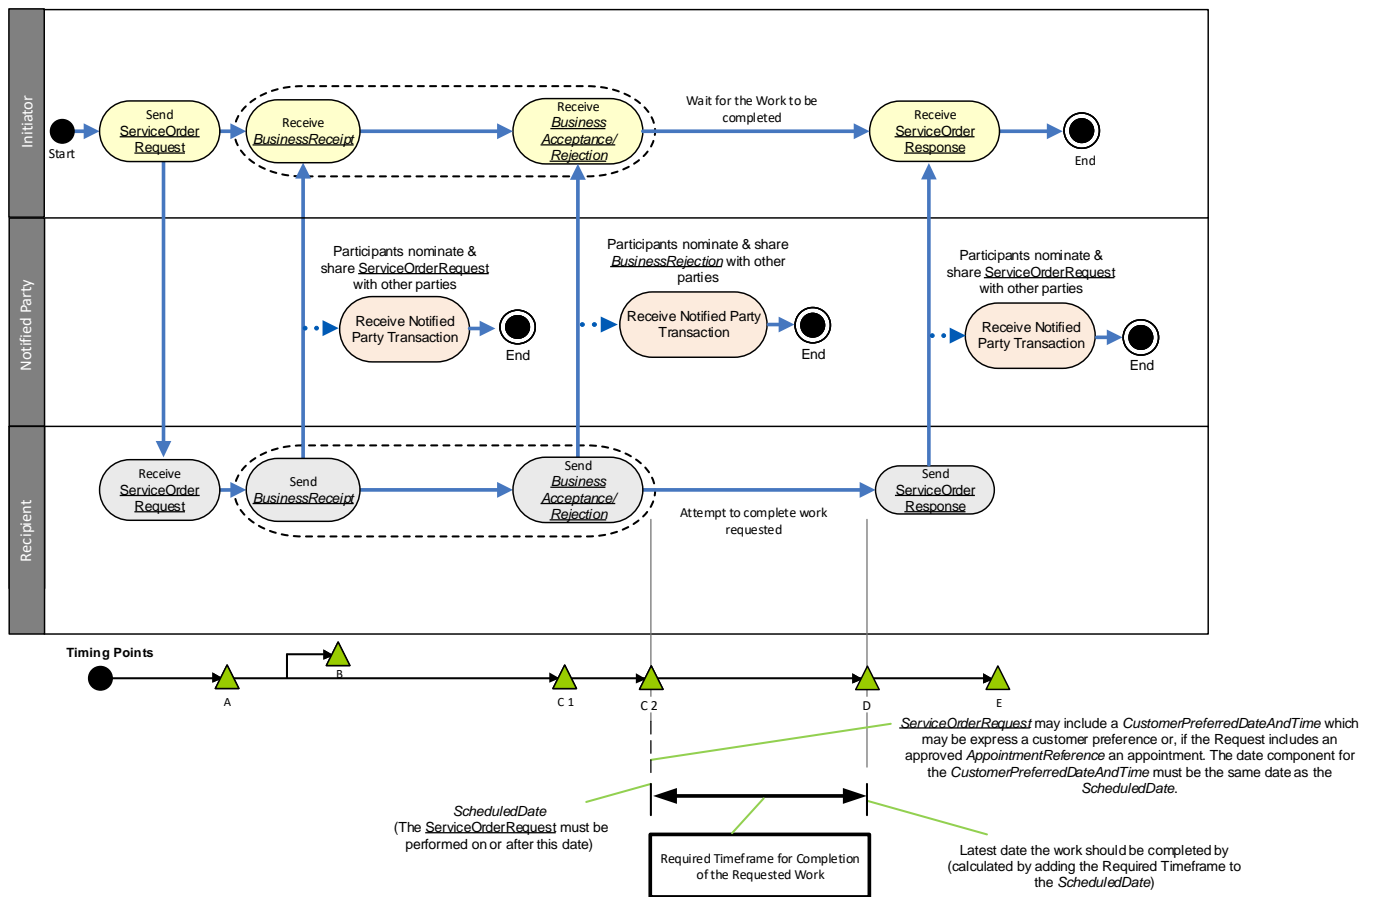 Initiator
Start
Send
ServiceOrder
Request
Receive
BusinessReceipt
Receive
Business
Acceptance/
Rejection
Wait for the Work to be
completed
Receive
ServiceOrder
Response
End
Notified Party
Participants nominate &
share ServiceOrderRequest
with other parties
Receive Notified
Party Transaction
End
Participants nominate & share
BusinessRejection with other
parties
Receive Notified Party
Transaction
End
Participants nominate &
share ServiceOrderRequest
with other parties
Receive Notified
Party Transaction
End
Recipient
Receive
ServiceOrder
Request
Send
BusinessReceipt
Send
Business
Acceptance/
Rejection
Attempt to complete work
requested
Send
ServiceOrder
Response
Timing Points
A
B
C 1
C 2
D
E
ServiceOrderRequest may include a CustomerPreferredDateAndTime which
may be express a customer preference or, if the Request includes an
approved AppointmentReference an appointment. The date component for
the CustomerPreferredDateAndTime must be the same date as the
ScheduledDate.
ScheduledDate
(The ServiceOrderRequest must be
performed on or after this date)
Required Timeframe for Completion
of the Requested Work
Latest date the work should be completed by
(calculated by adding the Required Timeframe to
the ScheduledDate)